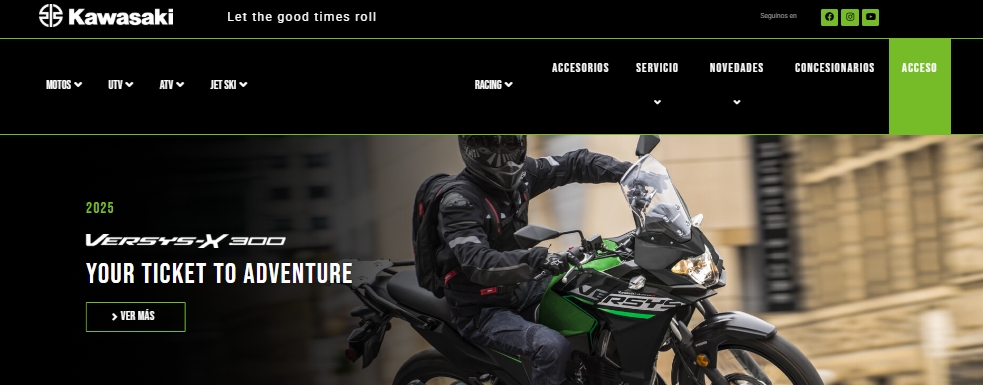 Kawasaki
Let the good times roll
Seguinos en
MOTOS
UTV
ATV
JET SKI
RACING
ACCESORIOS
SERVICIO
NOVEDADES
CONCESIONARIOS
ACCESO
2025
VERSYS-X 300
YOUR TICKET TO ADVENTURE
VER MÁS
VERSYS